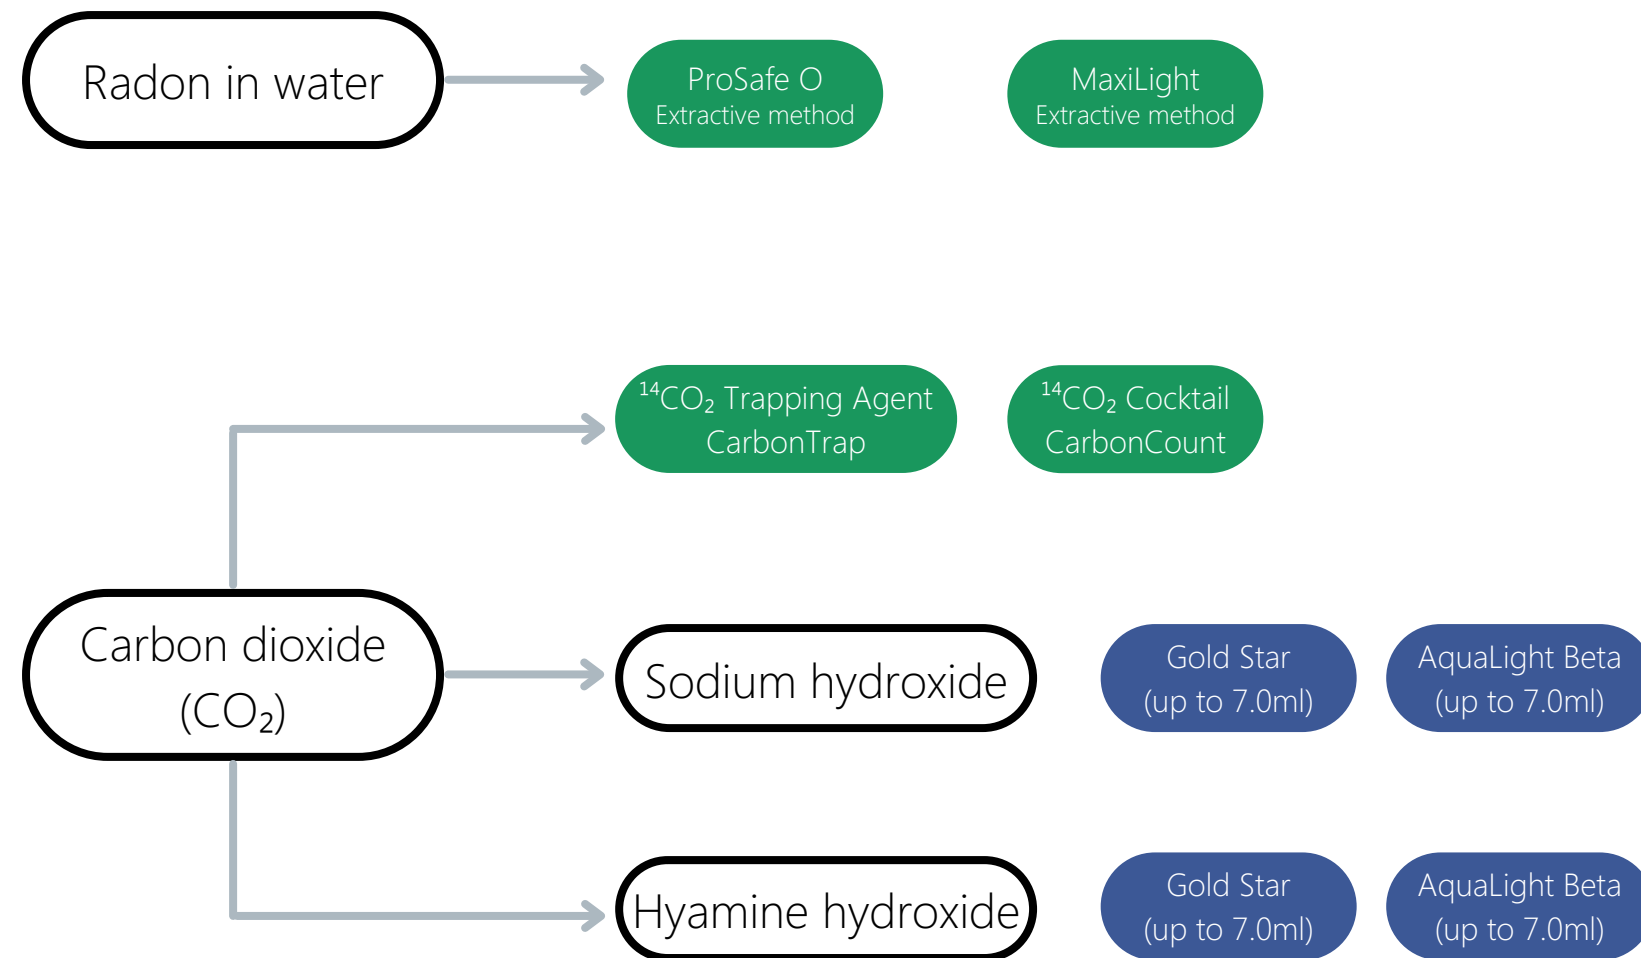 Radon in water
ProSafe O
Extractive method
MaxiLight
Extractive method
¹⁴CO₂ Trapping Agent
CarbonTrap
¹⁴CO₂ Cocktail
CarbonCount
Carbon dioxide
(CO₂)
Sodium hydroxide
Gold Star
(up to 7.0ml)
AquaLight Beta
(up to 7.0ml)
Hyamine hydroxide
Gold Star
(up to 7.0ml)
AquaLight Beta
(up to 7.0ml)